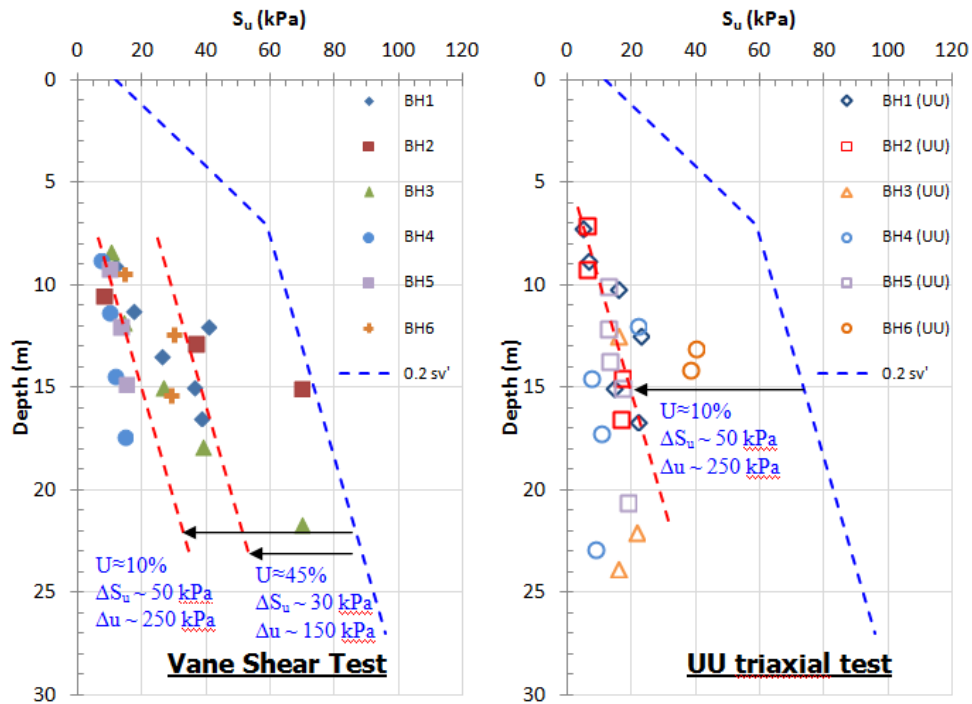 Su (kPa)
0 20 40 60 80 100 120
0
5
10
15
20
25
30
Depth (m)
BH1
BH2
BH3
BH4
BH5
BH6
0.2 sv'
U≈10%
ΔSu ~ 50 kPa
Δu ~ 250 kPa
U≈45%
ΔSu ~ 30 kPa
Δu ~ 150 kPa
Vane Shear Test
Su (kPa)
0 20 40 60 80 100 120
0
5
10
15
20
25
30
Depth (m)
BH1 (UU)
BH2 (UU)
BH3 (UU)
BH4 (UU)
BH5 (UU)
BH6 (UU)
0.2 sv'
U≈10%
ΔSu ~ 50 kPa
Δu ~ 250 kPa
UU triaxial test